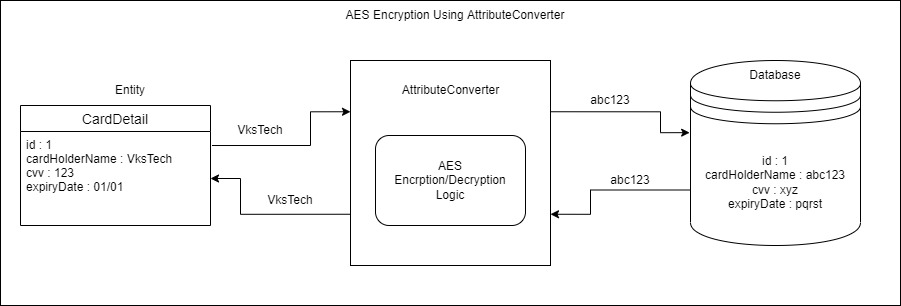 AES Encryption Using AttributeConverter
Entity
CardDetail
id : 1
cardHolderName : VksTech
cvv : 123
expiryDate : 01/01
VksTech
VksTech
AttributeConverter
AES
Encrption/Decryption
Logic
abc123
abc123
Database
id : 1
cardHolderName : abc123
cvv : xyz
expiryDate : pqrst